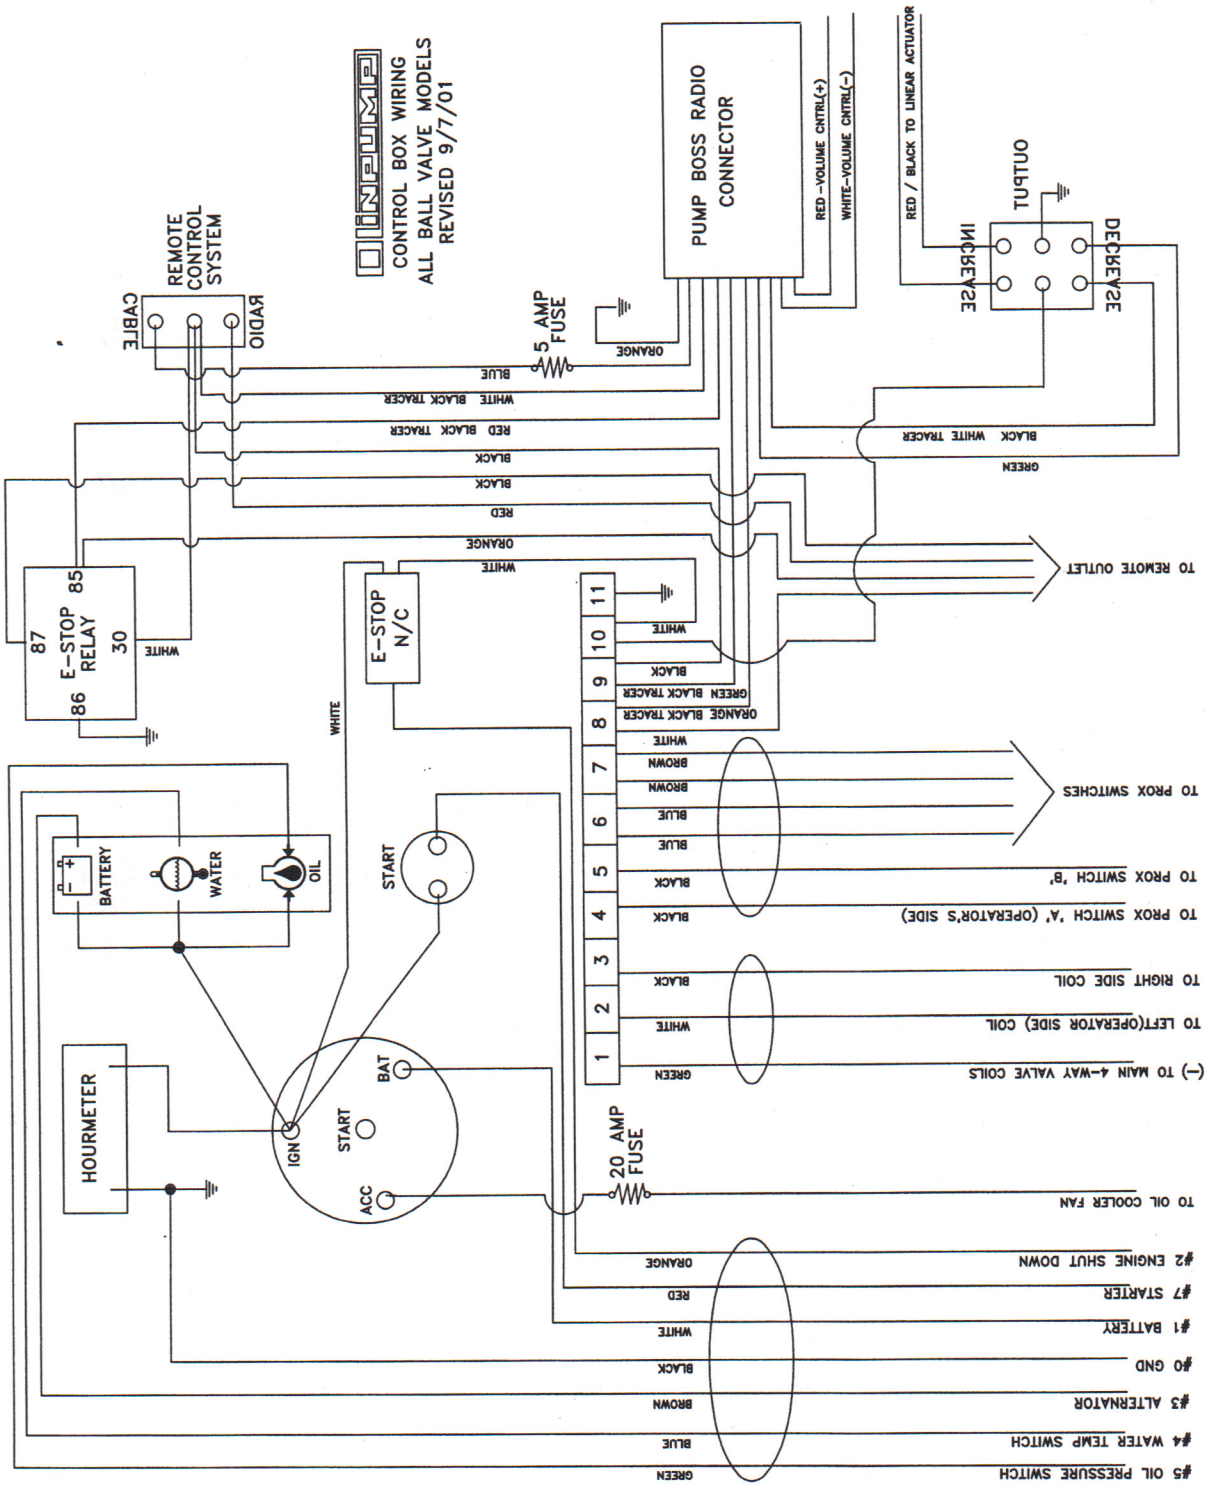 OLINPUMP
CONTROL BOX WIRING
ALL BALL VALVE MODELS
REVISED 9/7/01
REMOTE
CONTROL
SYSTEM
CABLE
RADIO
5 AMP
FUSE
ORANGE
PUMP BOSS RADIO
CONNECTOR
RED-VOLUME CNTRL(+)
WHITE-VOLUME CNTRL(-)
RED / BLACK TO LINEAR ACTUATOR
OUTPUT
INCREASE
DECREASE
BLUE
WHITE BLACK TRACER
RED BLACK TRACER
BLACK
BLACK
RED
ORANGE
WHITE
BLACK WHITE TRACER
GREEN
TO REMOTE OUTLET
87
85
E-STOP
RELAY
30
86
WHITE
E-STOP
N/C
WHITE
11
10
9
8
7
6
5
4
3
2
1
WHITE
BLACK
GREEN BLACK TRACER
ORANGE BLACK TRACER
WHITE
BROWN
BROWN
BLUE
BLUE
BLACK
BLACK
BLACK
WHITE
GREEN
TO PROX SWITCHES
TO PROX SWITCH 'B'
TO PROX SWITCH 'A' (OPERATOR'S SIDE)
TO RIGHT SIDE COIL
TO LEFT(OPERATOR SIDE) COIL
(-) TO MAIN 4-WAY VALVE COILS
BATTERY
WATER
OIL
START
HOURMETER
IGN
START
BAT
ACC
20 AMP
FUSE
TO OIL COOLER FAN
ORANGE
#2 ENGINE SHUT DOWN
RED
#7 STARTER
WHITE
#1 BATTERY
BLACK
#0 GND
BROWN
#3 ALTERNATOR
BLUE
#4 WATER TEMP SWITCH
GREEN
#5 OIL PRESSURE SWITCH